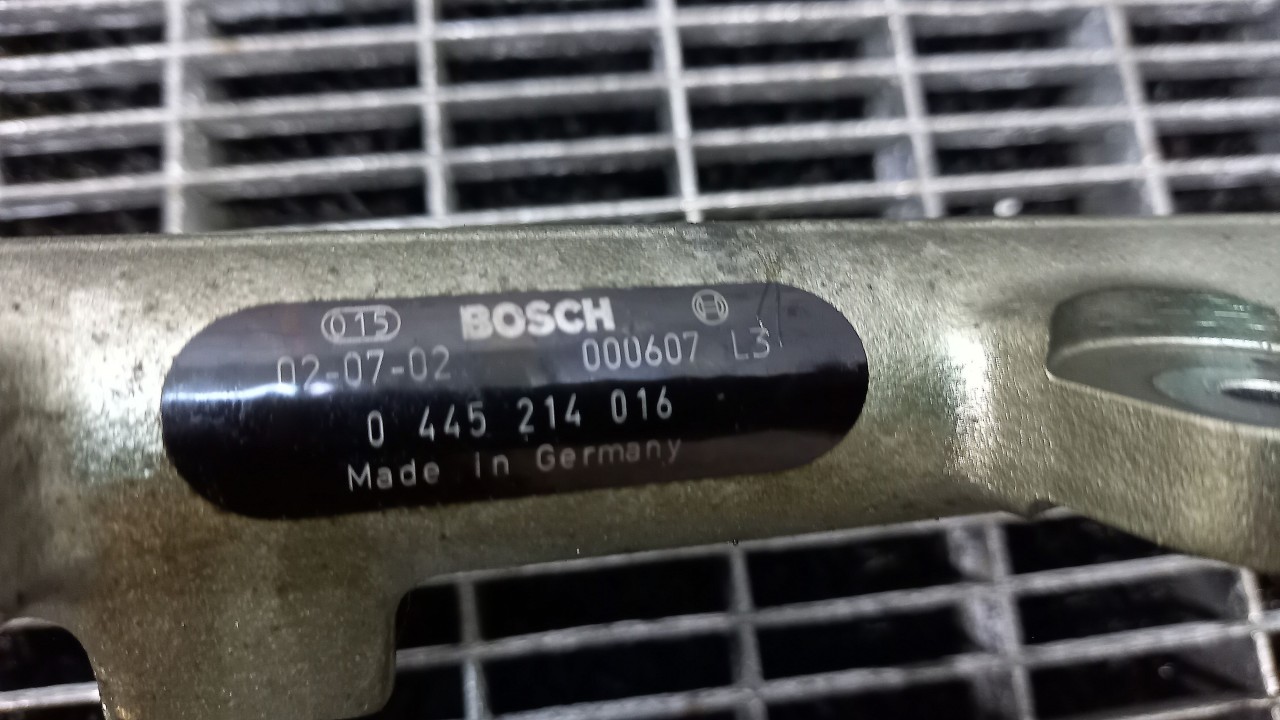 015 BOSCH
02-07-02 000607 L3
0 445 214 016
Made in Germany